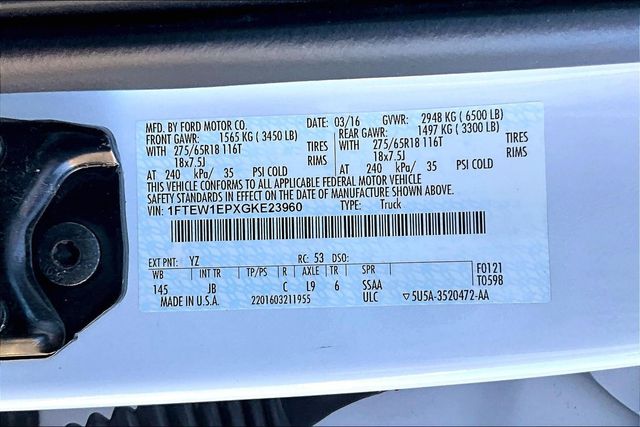 MFD. BY FORD MOTOR CO. DATE: 03/16 GVWR: 2948 KG ( 6500 LB)
FRONT GAWR: 1565 KG ( 3450 LB) REAR GAWR: 1497 KG ( 3300 LB)
WITH 275/65R18 116T TIRES WITH 275/65R18 116T TIRES
18x7.5J RIMS 18x7.5J RIMS
AT 240 kPa/ 35 PSI COLD AT 240 kPa/ 35 PSI COLD
THIS VEHICLE CONFORMS TO ALL APPLICABLE FEDERAL MOTOR VEHICLE
SAFETY STANDARDS IN EFFECT ON THE DATE OF MANUFACTURE SHOWN ABOVE.
VIN: 1FTEW1EPXGKE23960 TYPE: Truck
EXT PNT: YZ RC: 53 DSO:
WB INT TR TP/PS R AXLE TR SPR F0121
145 JB C L9 6 SSAA T0598
MADE IN U.S.A. 2201603211955 ULC ▽5U5A-3520472-AA